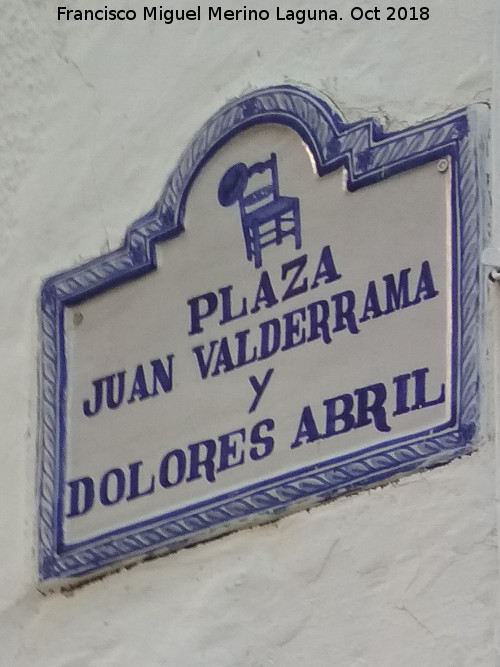 Francisco Miguel Merino Laguna. Oct 2018
PLAZA
JUAN VALDERRAMA
Y
DOLORES ABRIL